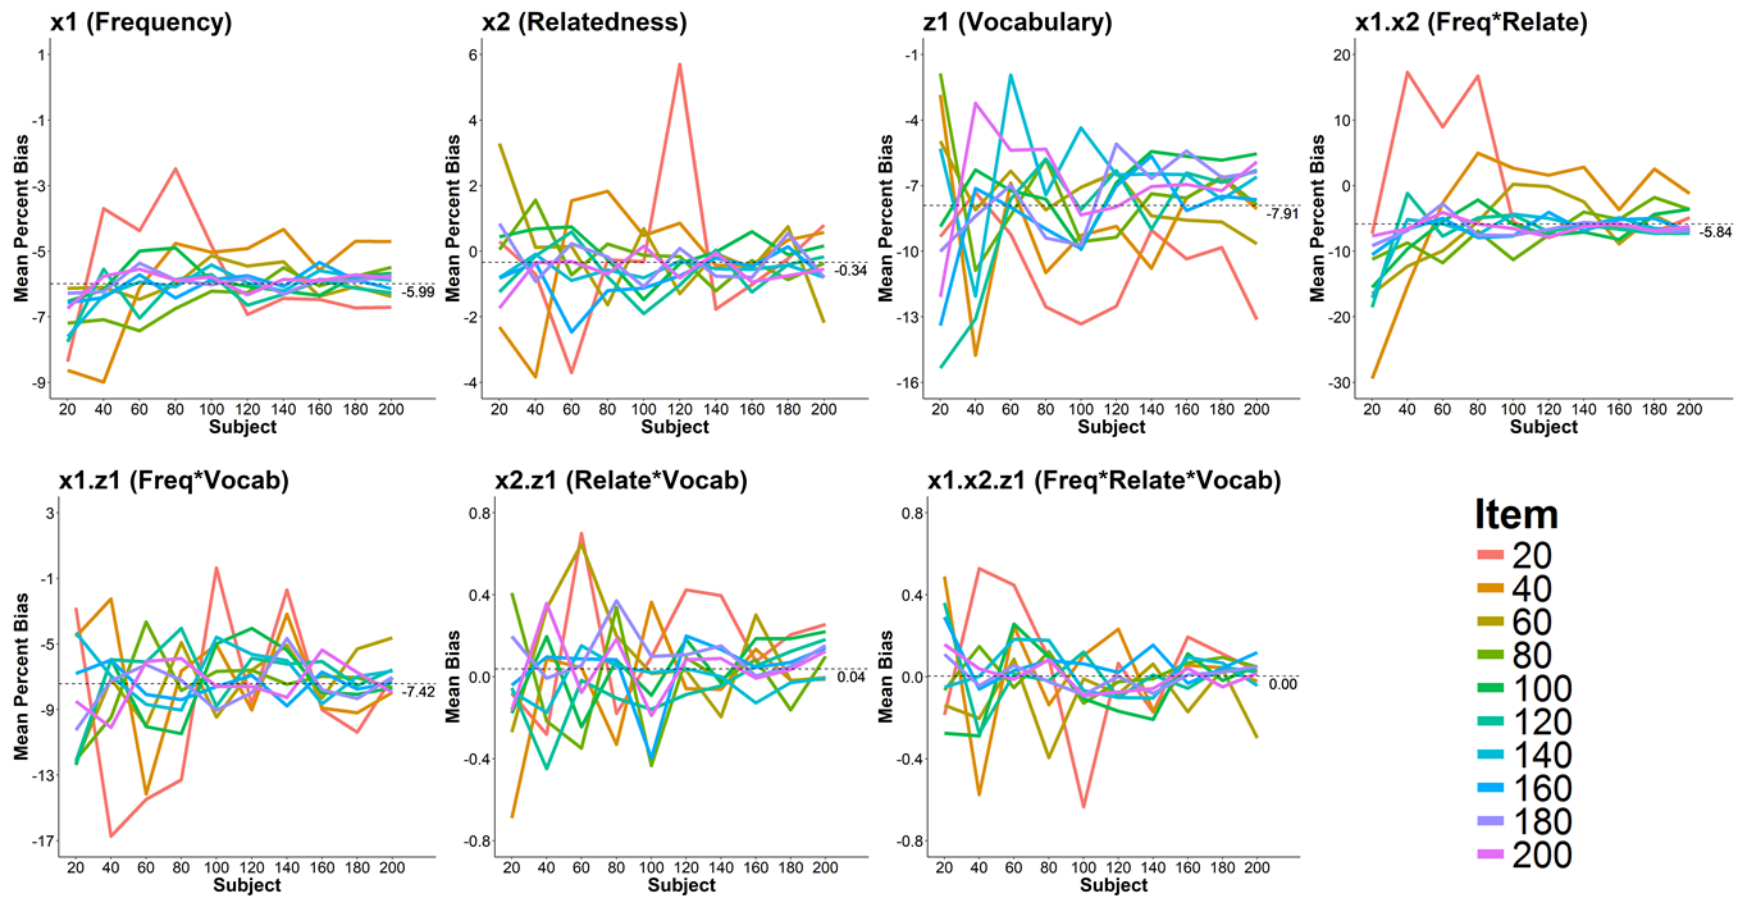 x1 (Frequency)
Mean Percent Bias
1
-1
-3
-5
-7
-9
-5.99
20 40 60 80 100 120 140 160 180 200
Subject
x2 (Relatedness)
Mean Percent Bias
6
4
2
0
-2
-4
-0.34
20 40 60 80 100 120 140 160 180 200
Subject
z1 (Vocabulary)
Mean Percent Bias
-1
-4
-7
-10
-13
-16
-7.91
20 40 60 80 100 120 140 160 180 200
Subject
x1.x2 (Freq*Relate)
Mean Percent Bias
20
10
0
-10
-20
-30
-5.84
20 40 60 80 100 120 140 160 180 200
Subject
x1.z1 (Freq*Vocab)
Mean Percent Bias
3
-1
-5
-9
-13
-17
-7.42
20 40 60 80 100 120 140 160 180 200
Subject
x2.z1 (Relate*Vocab)
Mean Bias
0.8
0.4
0.0
-0.4
-0.8
0.04
20 40 60 80 100 120 140 160 180 200
Subject
x1.x2.z1 (Freq*Relate*Vocab)
Mean Bias
0.8
0.4
0.0
-0.4
-0.8
0.00
20 40 60 80 100 120 140 160 180 200
Subject
Item
20
40
60
80
100
120
140
160
180
200